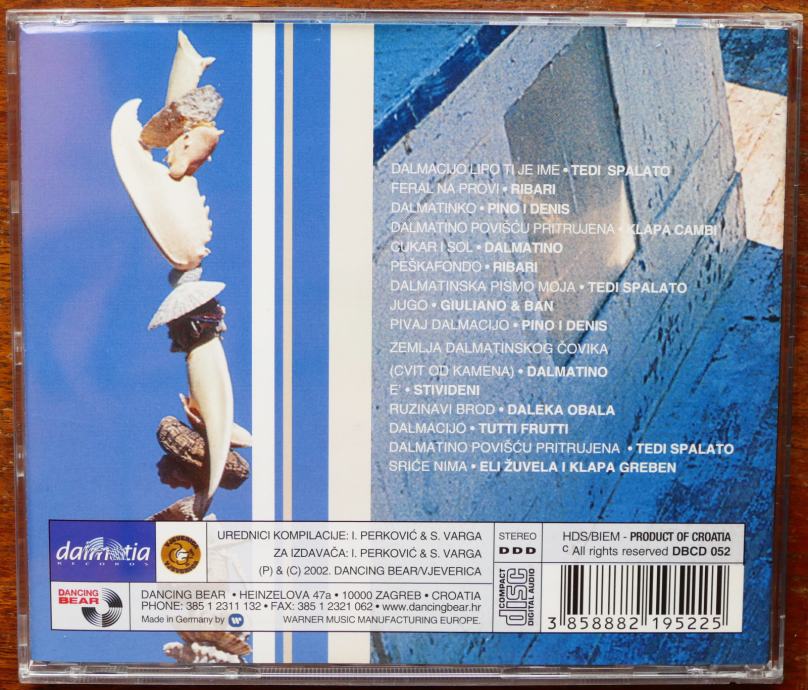 DALMACIJO LIPO TI JE IME • TEDI SPALATO
FERAL NA PROVI • RIBARI
DALMATINKO • PINO I DENIS
DALMATINO POVIŠĆU PRITRUJENA • KLAPA CAMBI
CUKAR I SOL • DALMATINO
PEŠKAFONDO • RIBARI
DALMATINSKA PISMO MOJA • TEDI SPALATO
JUGO • GIULIANO & BAN
PIVAJ DALMACIJO • PINO I DENIS
ZEMLJA DALMATINSKOG ČOVIKA
(CVIT OD KAMENA) • DALMATINO
E' • STIVIDENI
RUZINAVI BROD • DALEKA OBALA
DALMACIJO • TUTTI FRUTTI
DALMATINO POVIŠĆU PRITRUJENA • TEDI SPALATO
SRIĆE NIMA • ELI ŽUVELA I KLAPA GREBEN
dalmatia
RECORDS
VJEVERICA
UREDNICI KOMPILACIJE: I. PERKOVIĆ & S. VARGA
ZA IZDAVAČA: I. PERKOVIĆ & S. VARGA
(P) & (C) 2002. DANCING BEAR/VJEVERICA
DANCING
BEAR
DANCING BEAR • HEINZELOVA 47a • 10000 ZAGREB • CROATIA
PHONE: 385 1 2311 132 • FAX: 385 1 2321 062 • www.dancingbear.hr
Made in Germany by W WARNER MUSIC MANUFACTURING EUROPE.
STEREO
DDD
COMPACT
disc
DIGITAL AUDIO
HDS/BIEM - PRODUCT OF CROATIA
© All rights reserved DBCD 052
3 858882 195225